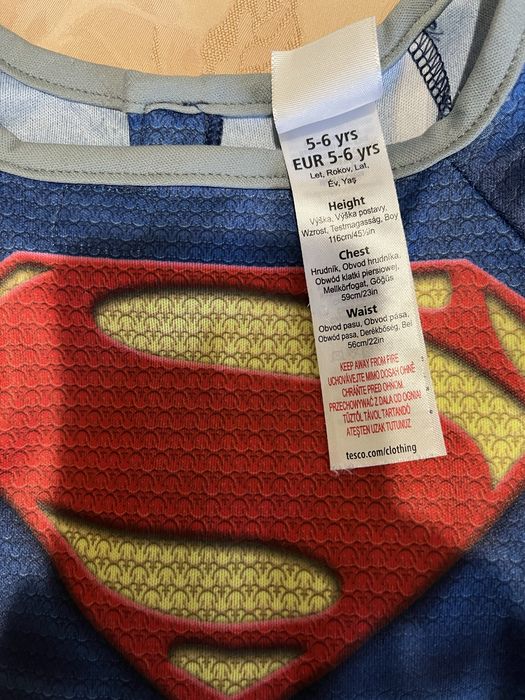 5-6 yrs
EUR 5-6 yrs
Let, Rokov, Lat,
Év, Yaş
Height
Výška, Výška postavy,
Wzrost, Testmagasság, Boy
116cm/45½in
Chest
Hrudník, Obvod hrudníka,
Obwód klatki piersiowej,
Mellkörfogat, Göğüs
59cm/23in
Waist
Obvod pasu, Obvod pása,
Obwód pasa, Derékbőség, Bel
56cm/22in
KEEP AWAY FROM FIRE
UCHOVÁVEJTE MIMO DOSAH OHNĚ
CHRÁŇTE PRED OHŇOM
PRZECHOWYWAĆ Z DALA OD OGNIA
TŰZTŐL TÁVOL TARTANDÓ
ATEŞTEN UZAK TUTUNUZ
tesco.com/clothing